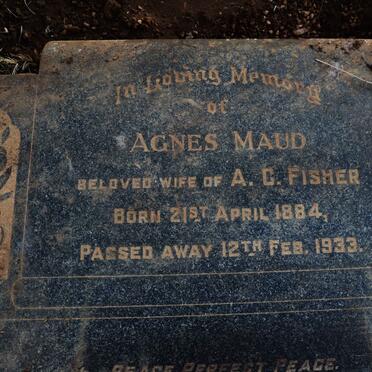 In Loving Memory
of
AGNES MAUD
BELOVED WIFE OF A. C. FISHER
BORN 21ST APRIL 1884,
PASSED AWAY 12TH FEB. 1933.
PEACE PERFECT PEACE.